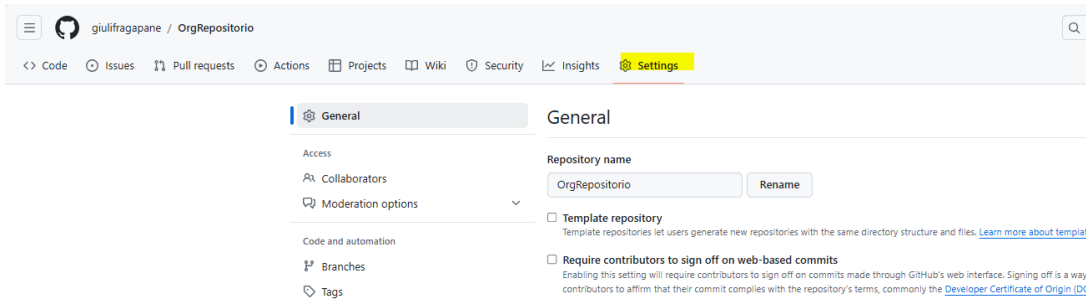 giulifragapane / OrgRepositorio
Code Issues Pull requests Actions Projects Wiki Security Insights Settings
General
Access
Collaborators
Moderation options
Code and automation
Branches
Tags
General
Repository name
OrgRepositorio Rename
Template repository
Template repositories let users generate new repositories with the same directory structure and files. Learn more about templat
Require contributors to sign off on web-based commits
Enabling this setting will require contributors to sign off on commits made through GitHub's web interface. Signing off is a way
contributors to affirm that their commit complies with the repository's terms, commonly the Developer Certificate of Origin (DC